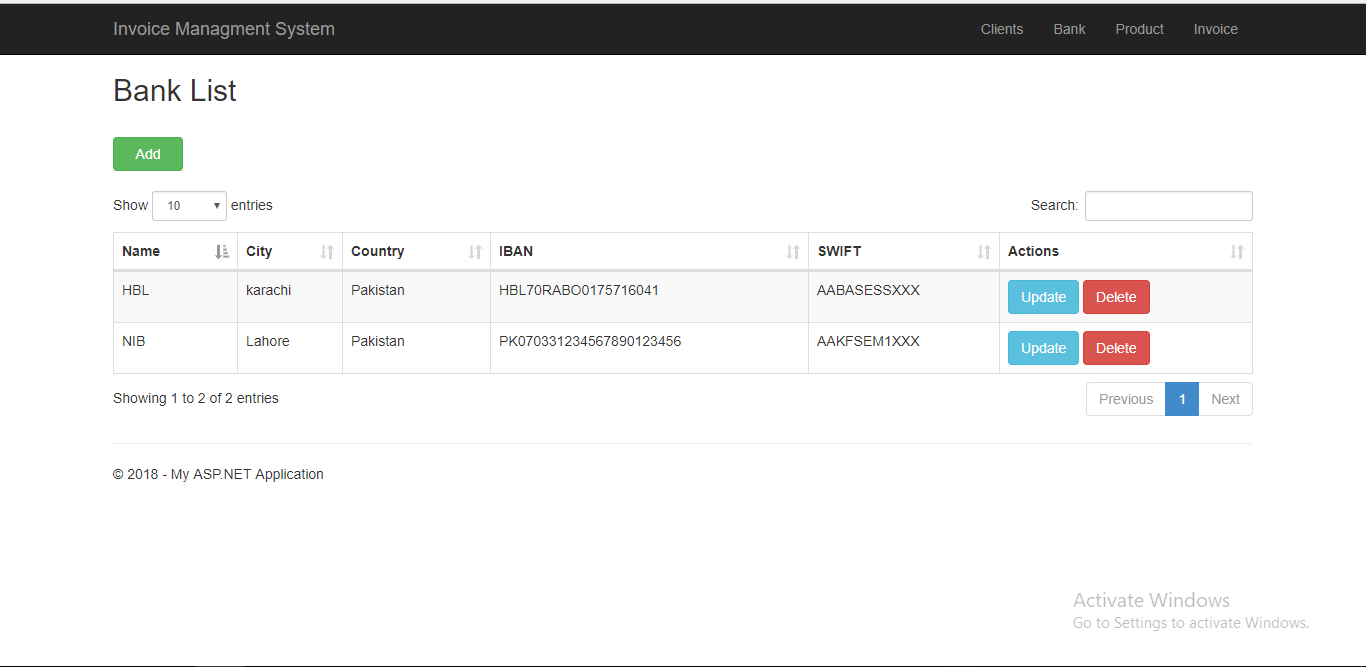 Invoice Managment System Clients Bank Product Invoice
Bank List
Add
Show 10 entries Search:
Name City Country IBAN SWIFT Actions
HBL karachi Pakistan HBL70RABO0175716041 AABASESSXXX Update Delete
NIB Lahore Pakistan PK070331234567890123456 AAKFSEM1XXX Update Delete
Showing 1 to 2 of 2 entries Previous 1 Next
© 2018 - My ASP.NET Application
Activate Windows
Go to Settings to activate Windows.